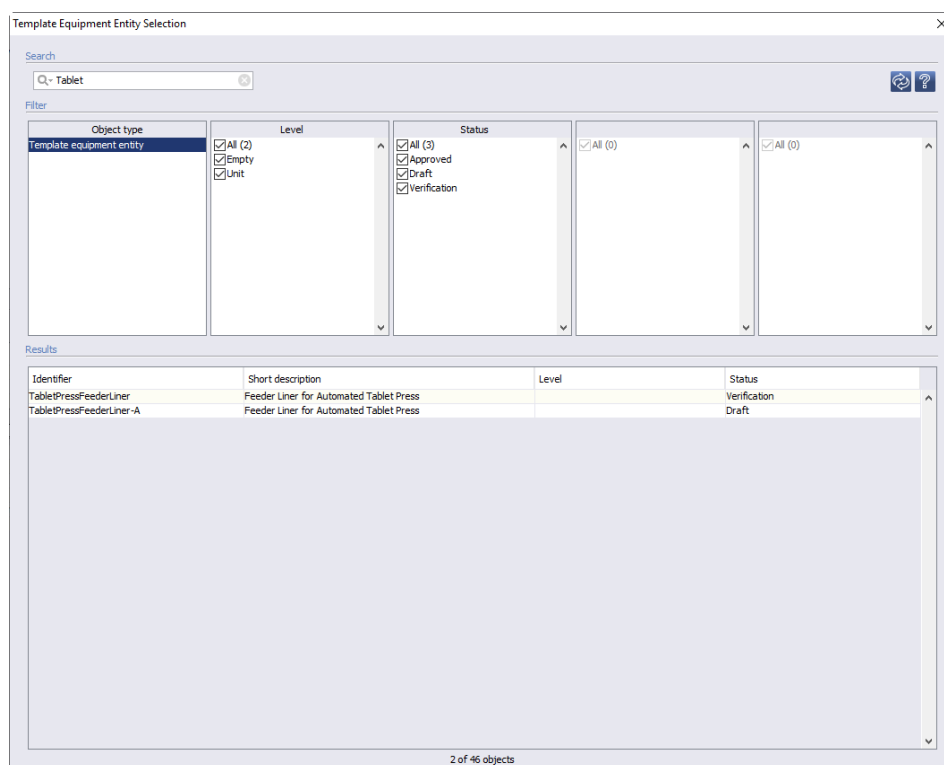 Template Equipment Entity Selection
Search
Tablet
Filter
Object type
Template equipment entity
Level
All (2)
Empty
Unit
Status
All (3)
Approved
Draft
Verification
All (0)
All (0)
Results
Identifier Short description Level Status
TabletPressFeederLiner Feeder Liner for Automated Tablet Press Verification
TabletPressFeederLiner-A Feeder Liner for Automated Tablet Press Draft
2 of 46 objects